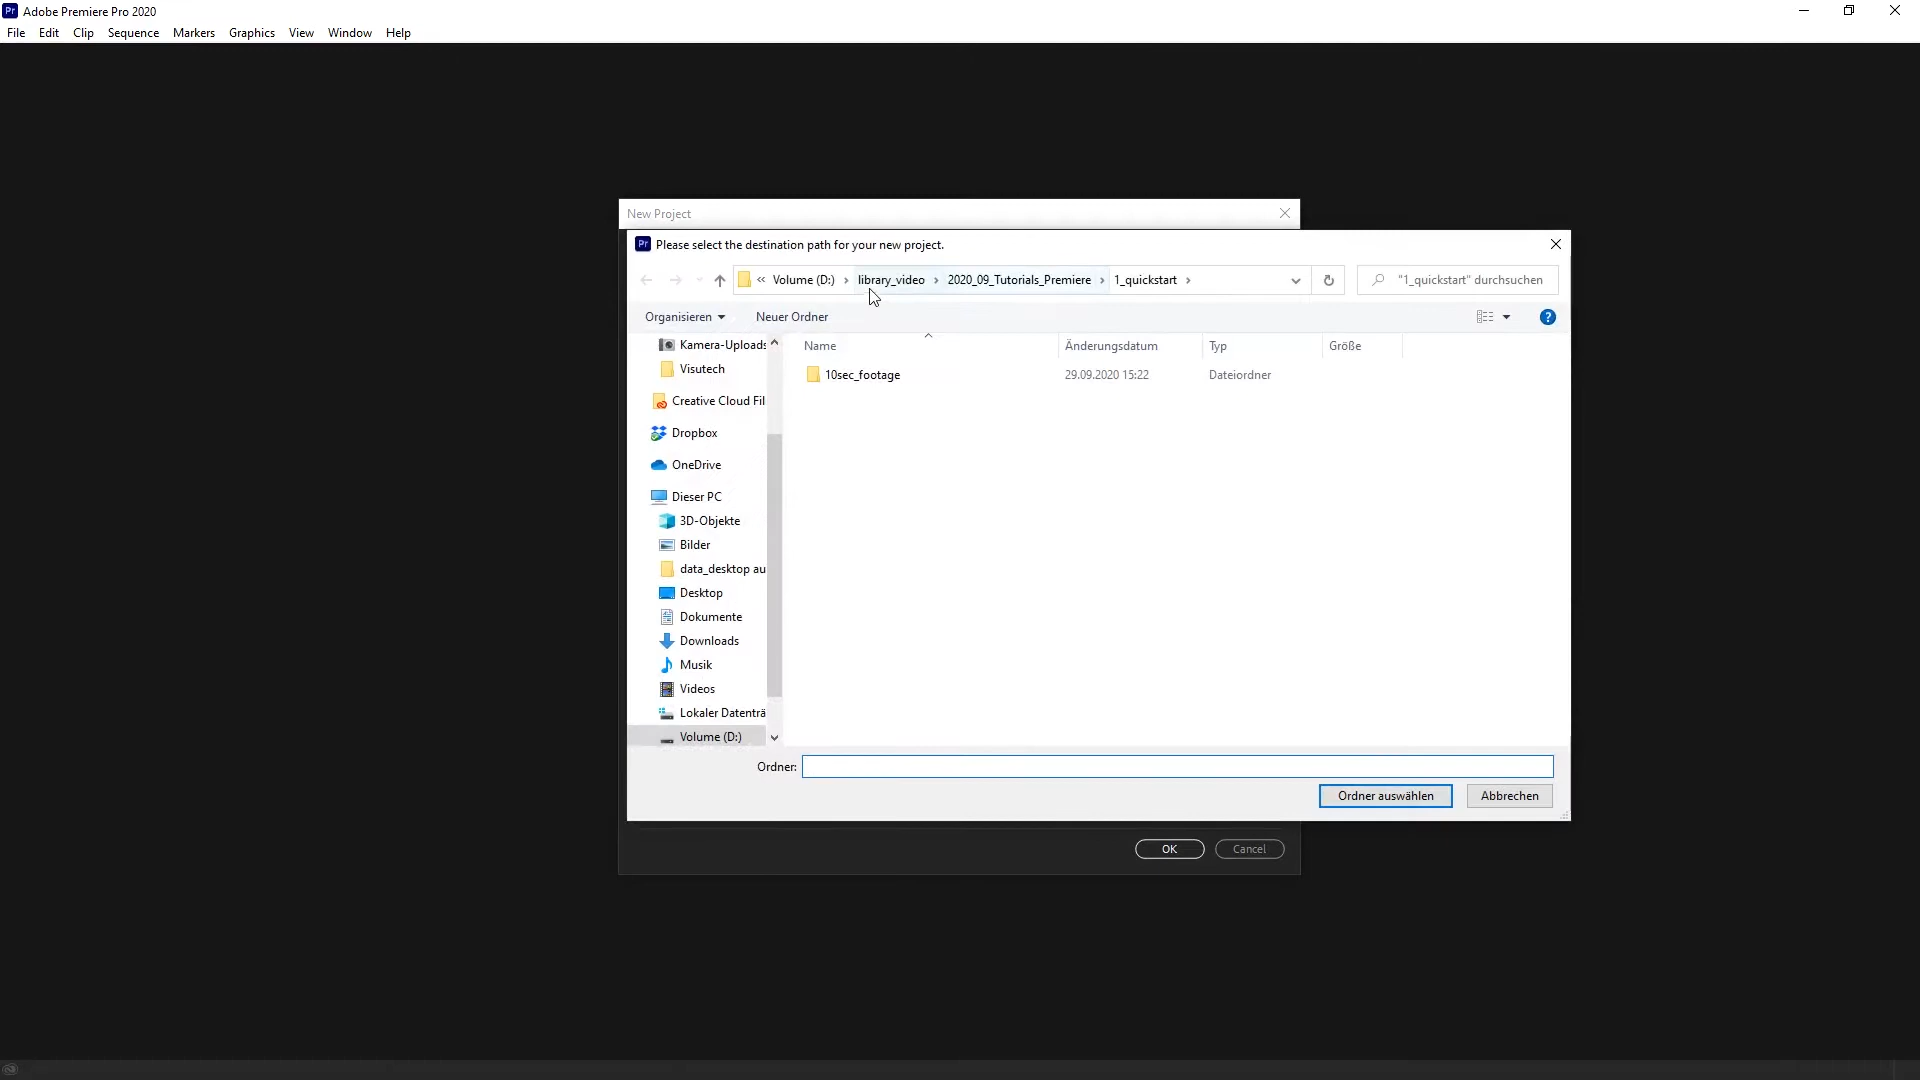 Pr Adobe Premiere Pro 2020
File Edit Clip Sequence Markers Graphics View Window Help
New Project
Pr Please select the destination path for your new project.
« Volume (D:) › library_video › 2020_09_Tutorials_Premiere › 1_quickstart ›
"1_quickstart" durchsuchen
Organisieren
Neuer Ordner
?
Kamera-Uploads
Visutech
Creative Cloud Fil
Dropbox
OneDrive
Dieser PC
3D-Objekte
Bilder
data_desktop au
Desktop
Dokumente
Downloads
Musik
Videos
Lokaler Datenträ
Volume (D:)
Name Änderungsdatum Typ Größe
10sec_footage 29.09.2020 15:22 Dateiordner
Ordner:
Ordner auswählen Abbrechen
OK Cancel